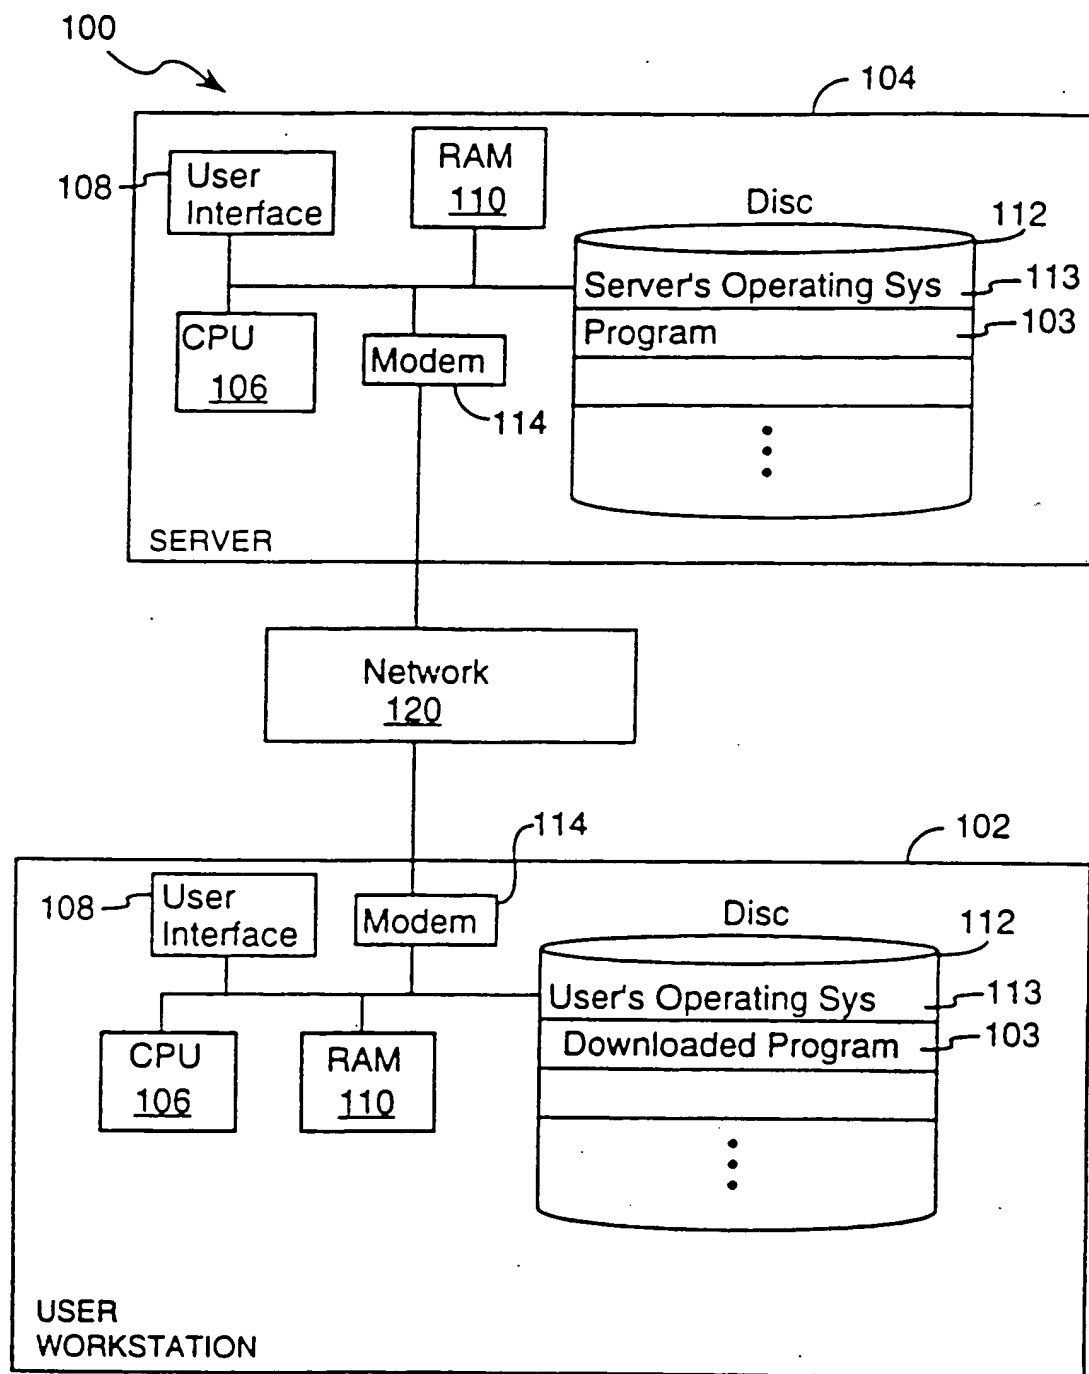 100
104
108
User
Interface
RAM
110
Disc
112
Server's Operating Sys
113
Program
103
CPU
106
Modem
114
SERVER
Network
120
102
114
108
User
Interface
Modem
Disc
112
User's Operating Sys
113
Downloaded Program
103
CPU
106
RAM
110
USER
WORKSTATION